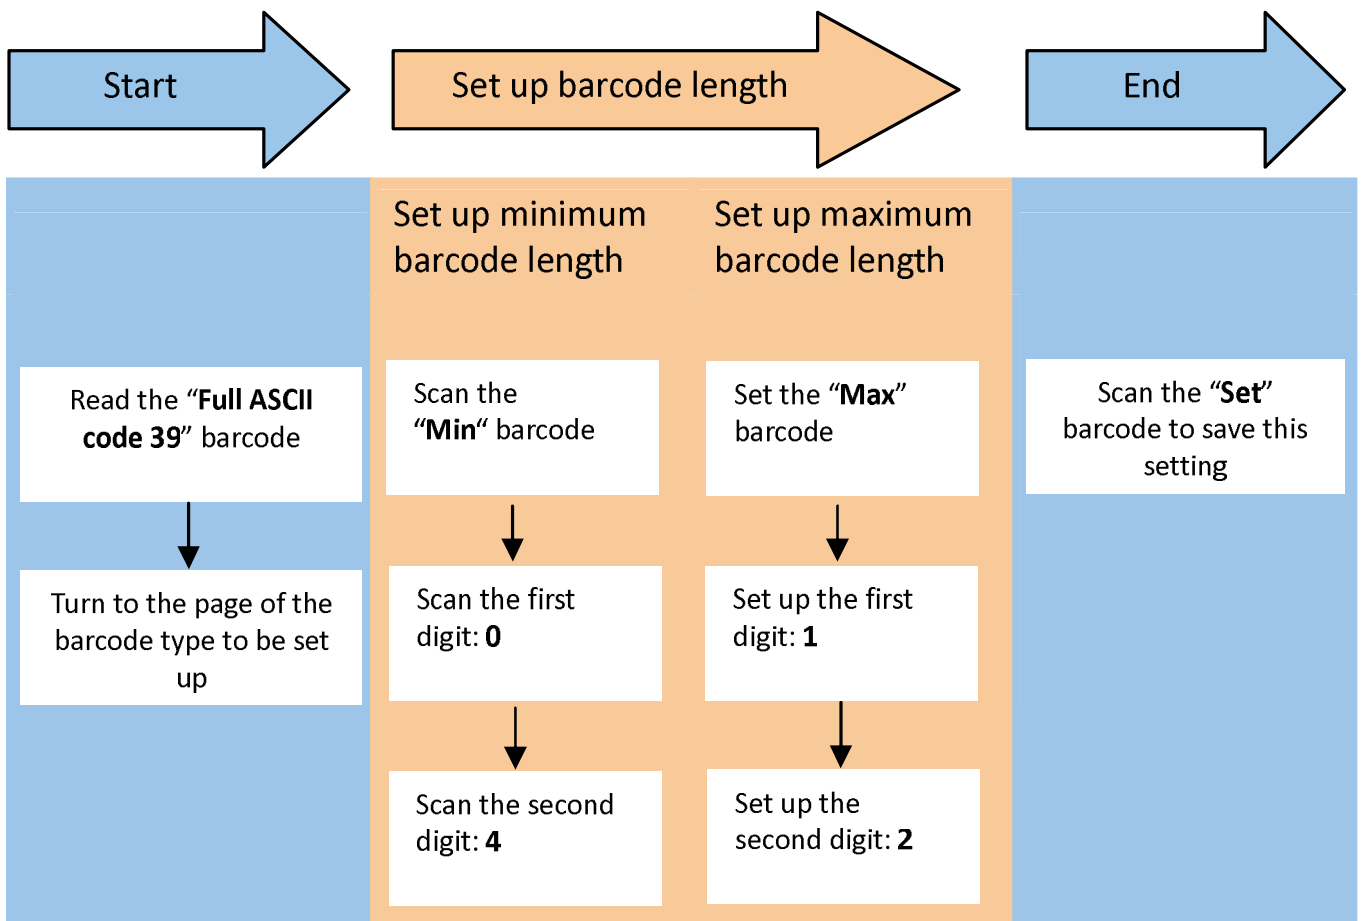 Start
Set up barcode length
End
Set up minimum
barcode length
Set up maximum
barcode length
Read the “Full ASCII
code 39” barcode
Turn to the page of the
barcode type to be set
up
Scan the
“Min“ barcode
Scan the first
digit: 0
Scan the second
digit: 4
Set the “Max”
barcode
Set up the first
digit: 1
Set up the
second digit: 2
Scan the “Set”
barcode to save this
setting